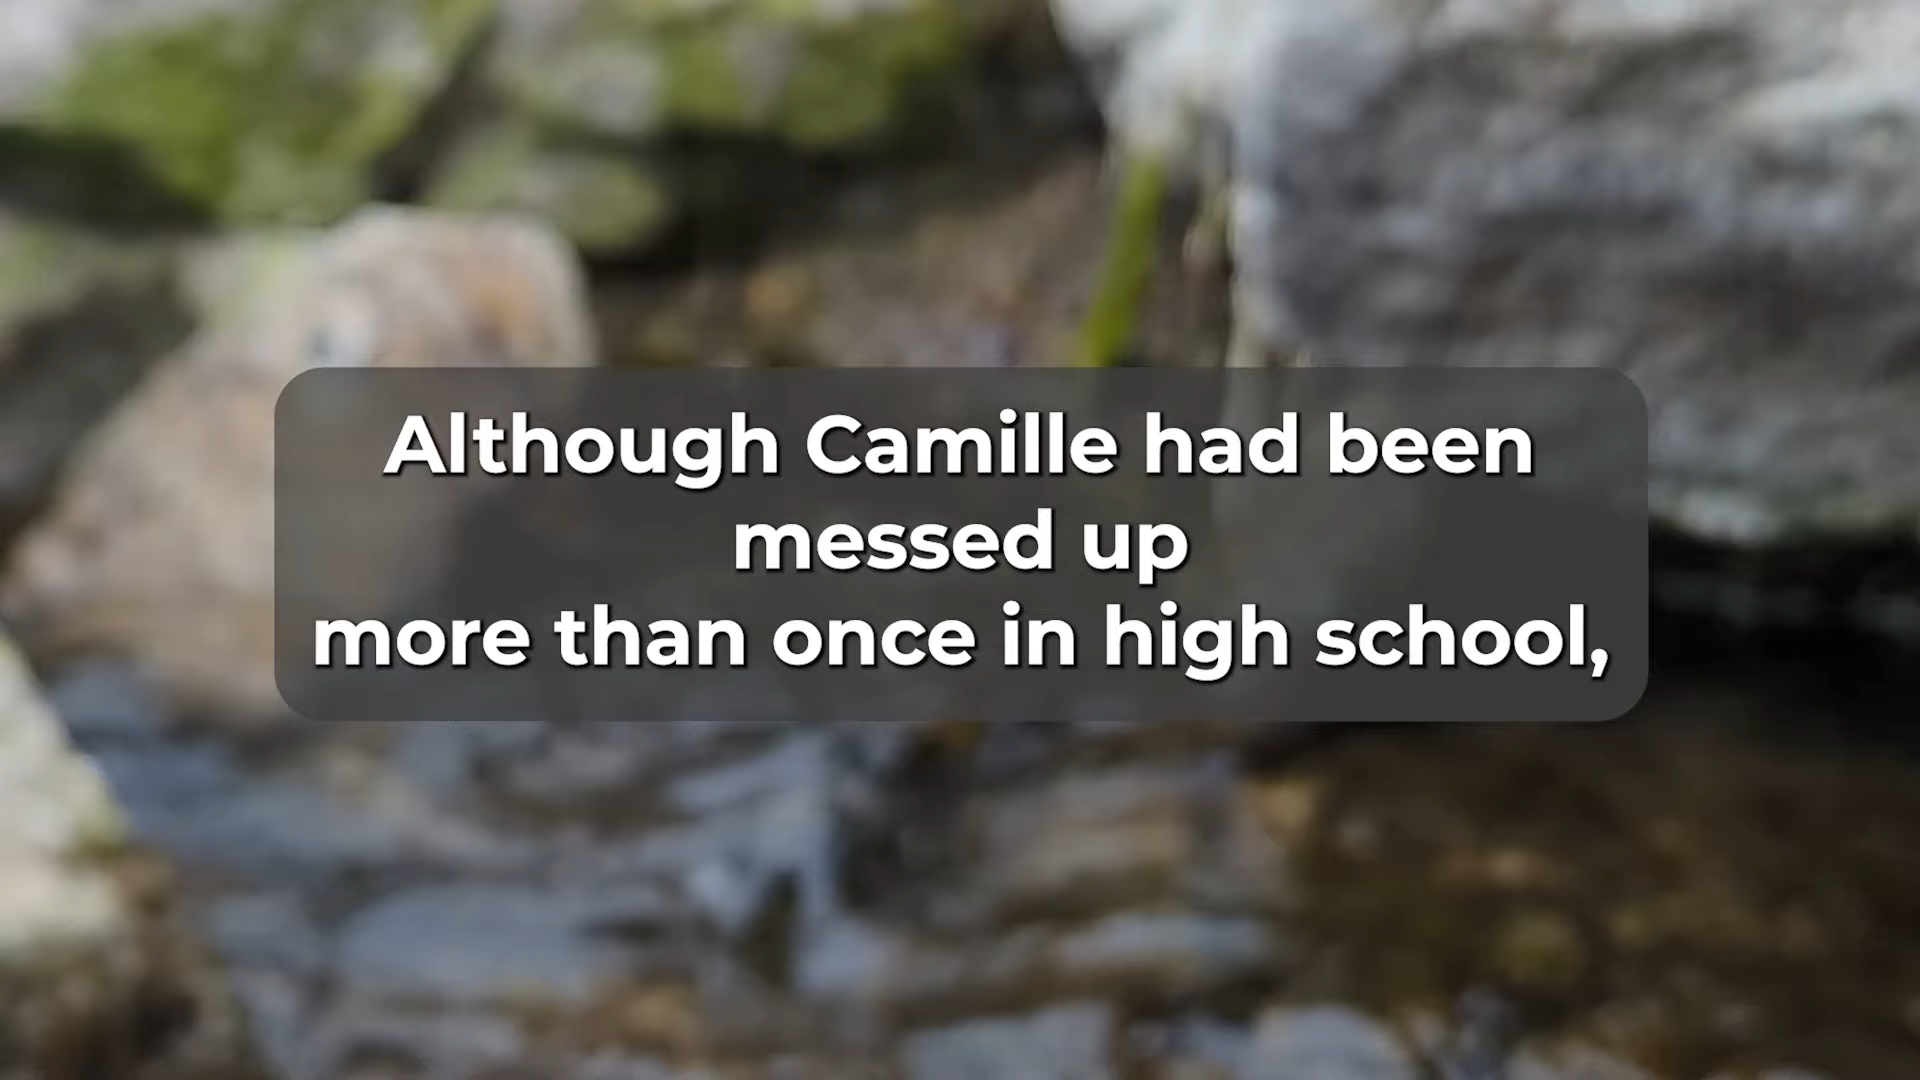 Although Camille had been
messed up
more than once in high school,